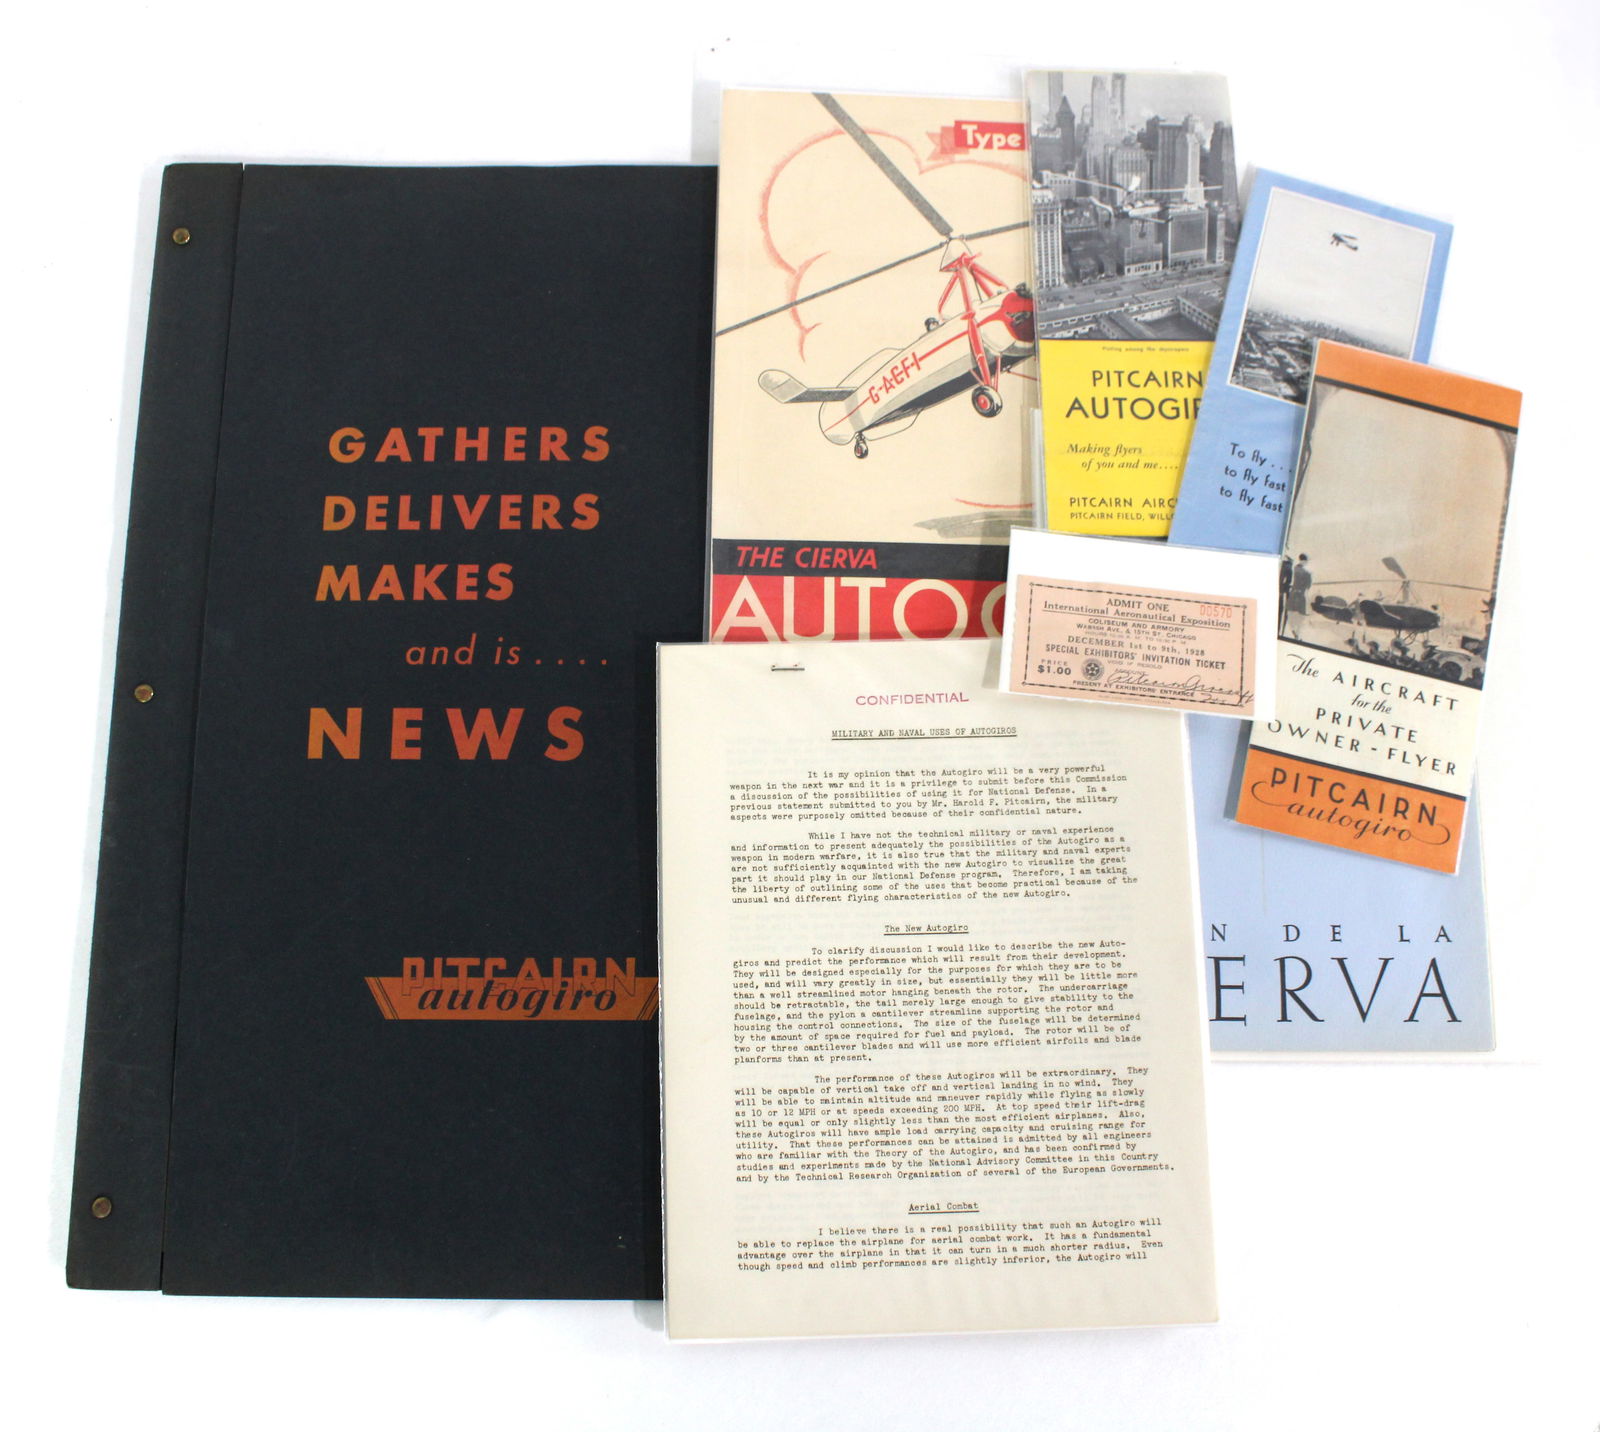 GATHERS
DELIVERS
MAKES
and is ....
NEWS
PITCAIRN
autogiro
Type
G-ACFI
THE CIERVA
AUTOG
Flitting among the skyscrapers
PITCAIRN
AUTOGIR
Making flyers
of you and me....
PITCAIRN AIRC
PITCAIRN FIELD, WILLO
To fly ...
to fly fast
to fly fast
The AIRCRAFT
for the
PRIVATE
OWNER-FLYER
PITCAIRN
autogiro
N DE LA
ERVA
ADMIT ONE
00570
International Aeronautical Exposition
COLISEUM AND ARMORY
WABASH AVE. & 15TH ST. CHICAGO
DECEMBER 1st to 9th, 1928
SPECIAL EXHIBITORS' INVITATION TICKET
VOID IF RESOLD
PRICE
$1.00
PRESENT AT EXHIBITORS' ENTRANCE
CONFIDENTIAL
MILITARY AND NAVAL USES OF AUTOGIROS
It is my opinion that the Autogiro will be a very powerful
weapon in the next war and it is a privilege to submit before this Commission
a discussion of the possibilities of using it for National Defense. In a
previous statement submitted to you by Mr. Harold F. Pitcairn, the military
aspects were purposely omitted because of their confidential nature.
While I have not the technical military or naval experience
and information to present adequately the possibilities of the Autogiro as a
weapon in modern warfare, it is also true that the military and naval experts
are not sufficiently acquainted with the new Autogiro to visualize the great
part it should play in our National Defense program. Therefore, I am taking
the liberty of outlining some of the uses that become practical because of the
unusual and different flying characteristics of the new Autogiro.
The New Autogiro
To clarify discussion I would like to describe the new Auto-
giros and predict the performance which will result from their development.
They will be designed especially for the purposes for which they are to be
used, and will vary greatly in size, but essentially they will be little more
than a well streamlined motor hanging beneath the rotor. The undercarriage
should be retractable, the tail merely large enough to give stability to the
fuselage, and the pylon a cantilever streamline supporting the rotor and
housing the control connections. The size of the fuselage will be determined
by the amount of space required for fuel and payload. The rotor will be of
two or three cantilever blades and will use more efficient airfoils and blade
planforms than at present.
The performance of these Autogiros will be extraordinary. They
will be capable of vertical take off and vertical landing in no wind. They
will be able to maintain altitude and maneuver rapidly while flying as slowly
as 10 or 12 MPH or at speeds exceeding 200 MPH. At top speed their lift-drag
will be equal or only slightly less than the most efficient airplanes. Also,
these Autogiros will have ample load carrying capacity and cruising range for
utility. That these performances can be attained is admitted by all engineers
who are familiar with the Theory of the Autogiro, and has been confirmed by
studies and experiments made by the National Advisory Committee in this Country
and by the Technical Research Organization of several of the European Governments.
Aerial Combat
I believe there is a real possibility that such an Autogiro will
be able to replace the airplane for aerial combat work. It has a fundamental
advantage over the airplane in that it can turn in a much shorter radius. Even
though speed and climb performances are slightly inferior, the Autogiro will